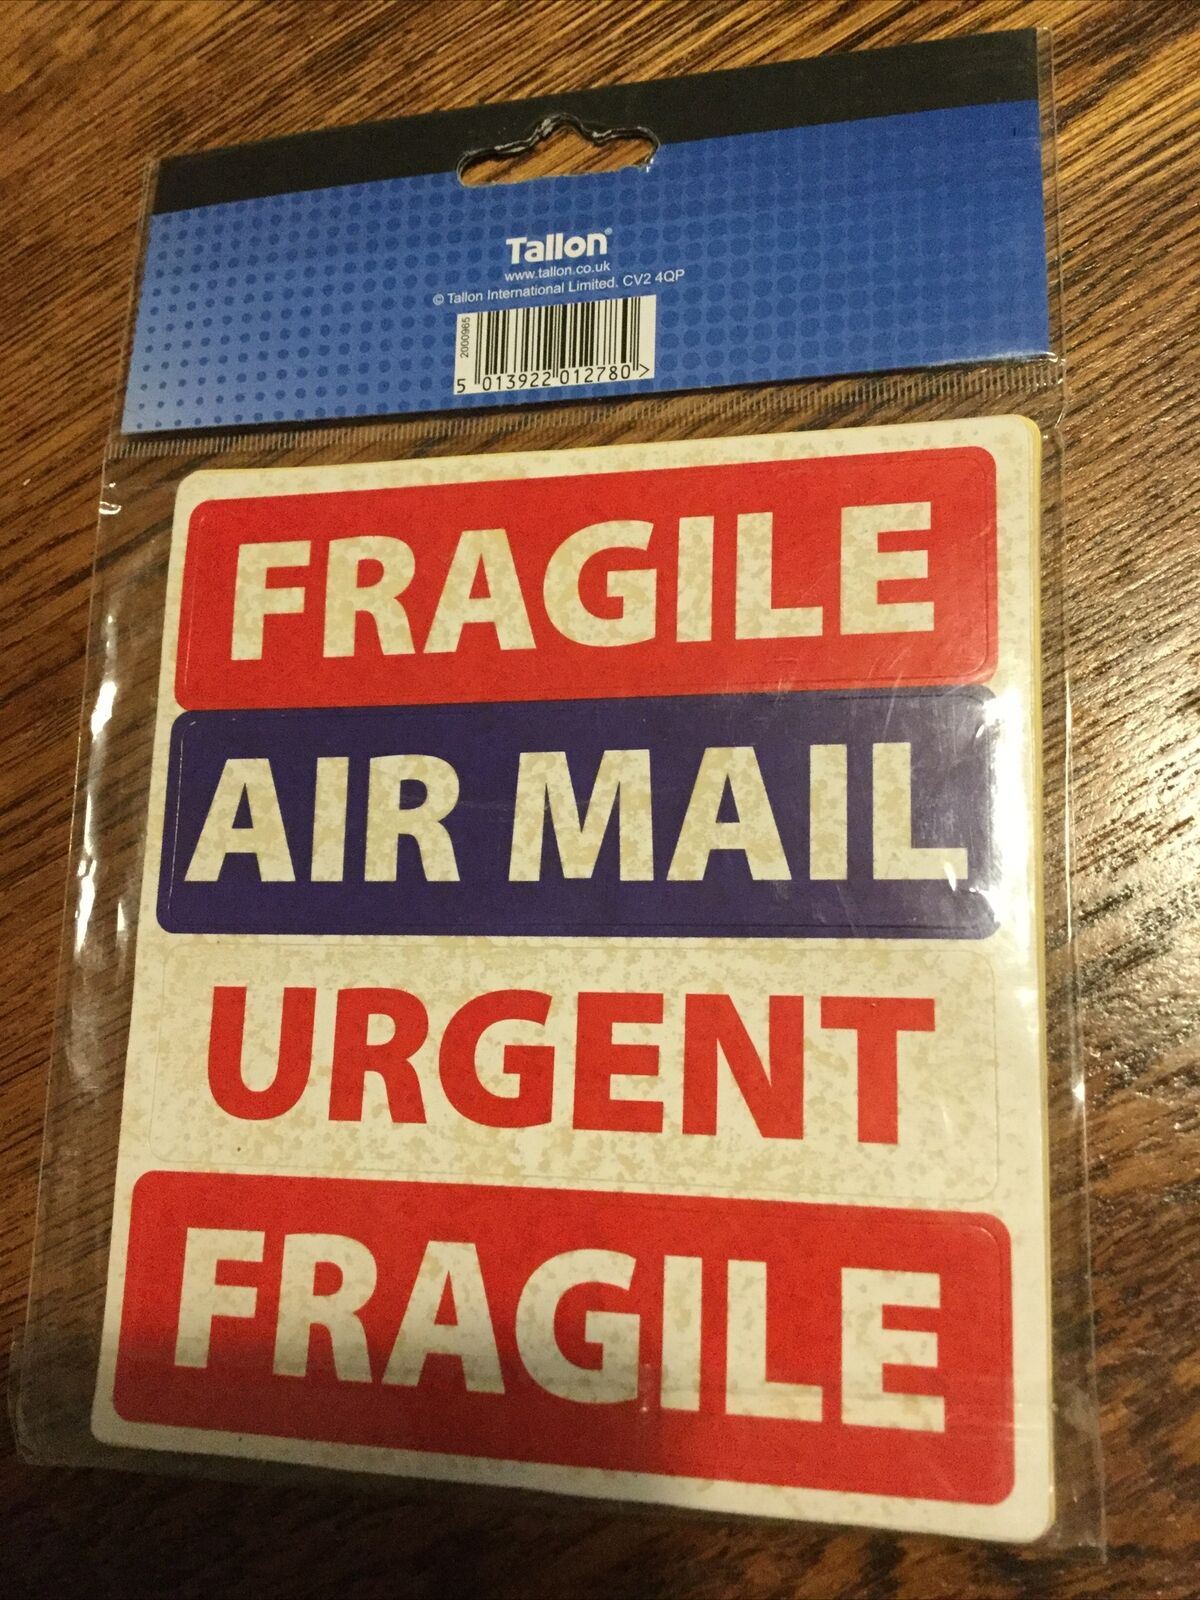 Tallon®
www.tallon.co.uk
© Tallon International Limited. CV2 4QP
2000965
5 013922 012780 >
FRAGILE
AIR MAIL
URGENT
FRAGILE